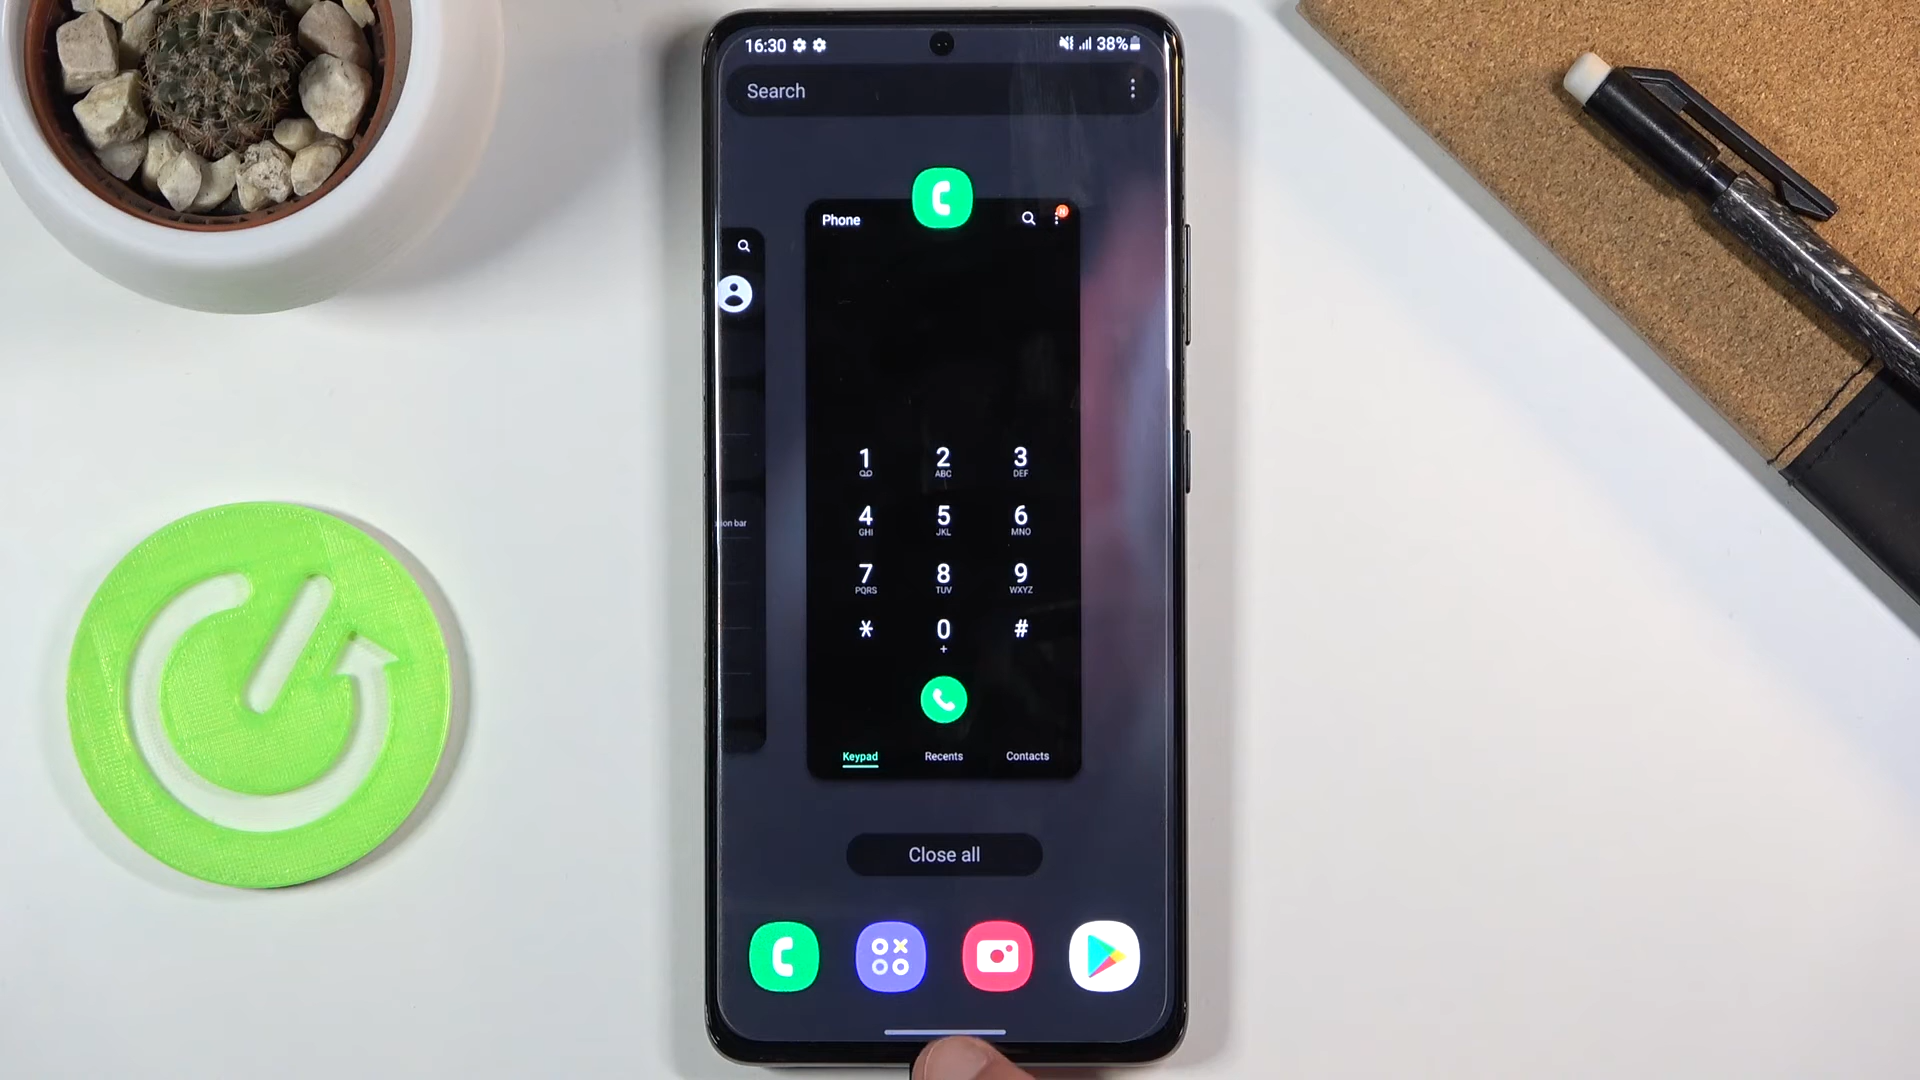 16:30
38%
Search
Phone
N
1
2 ABC
3 DEF
4 GHI
5 JKL
6 MNO
7 PQRS
8 TUV
9 WXYZ
*
0 +
#
Keypad
Recents
Contacts
bar
Close all